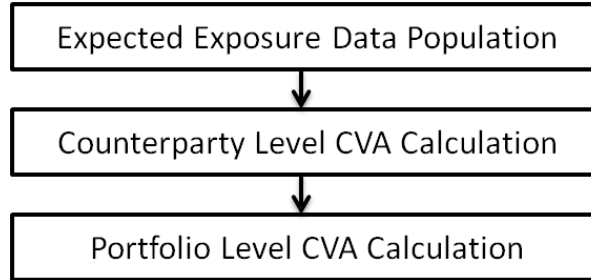 Expected Exposure Data Population
Counterparty Level CVA Calculation
Portfolio Level CVA Calculation